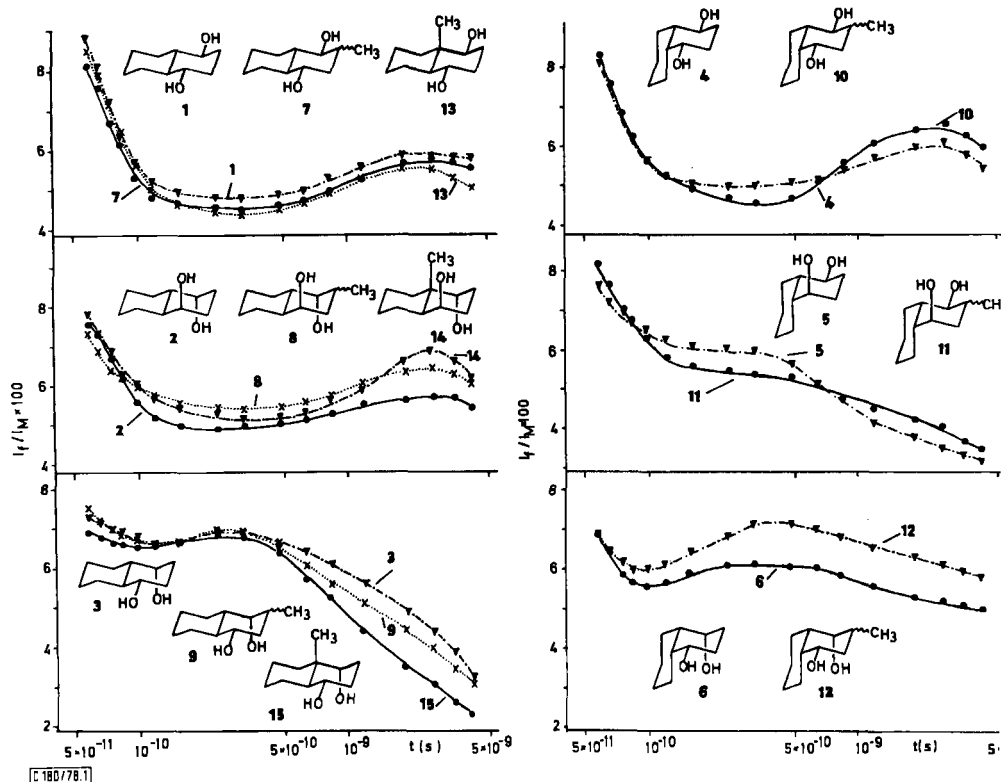 8
6
4
OH
HO
1
OH
CH₃
HO
7
CH₃
OH
HO
13
1
7
13
OH
OH
4
OH
CH₃
OH
10
10
4
8
6
4
OH
OH
2
OH
CH₃
OH
8
CH₃
OH
OH
14
14
8
2
HO
OH
5
HO
OH
CH
11
5
11
I_f / I_M × 100
I_f / I_M × 100
8
6
4
2
HO
OH
3
CH₃
HO
OH
9
CH₃
HO
OH
15
3
9
15
8
6
4
2
OH
OH
6
CH₃
OH
OH
12
12
6
5×10⁻¹¹
10⁻¹⁰
5×10⁻¹⁰
10⁻⁹
t(s)
5×10⁻⁹
5×10⁻¹¹
10⁻¹⁰
5×10⁻¹⁰
10⁻⁹
t(s)
5
C 180/78.1